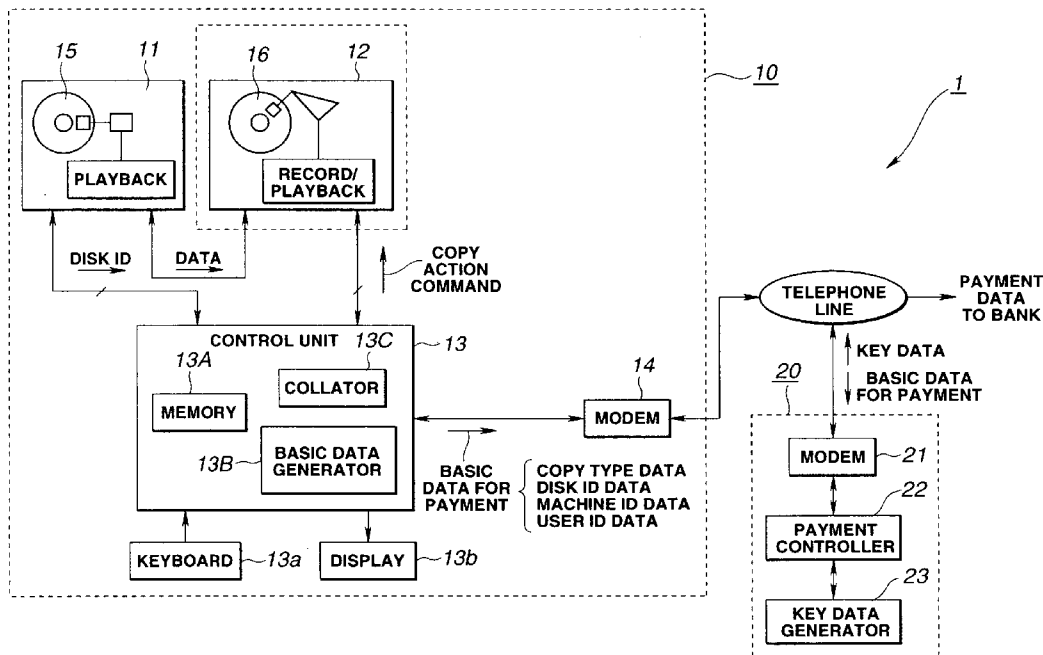 15
11
16
12
10
1
PLAYBACK
RECORD/
PLAYBACK
DISK ID
DATA
COPY
ACTION
COMMAND
TELEPHONE
LINE
PAYMENT
DATA
TO BANK
CONTROL UNIT
13
13A
13C
MEMORY
COLLATOR
13B
BASIC DATA
GENERATOR
14
MODEM
KEY DATA
BASIC DATA
FOR PAYMENT
20
BASIC
DATA FOR
PAYMENT
COPY TYPE DATA
DISK ID DATA
MACHINE ID DATA
USER ID DATA
MODEM
21
22
PAYMENT
CONTROLLER
23
KEY DATA
GENERATOR
KEYBOARD
13a
DISPLAY
13b